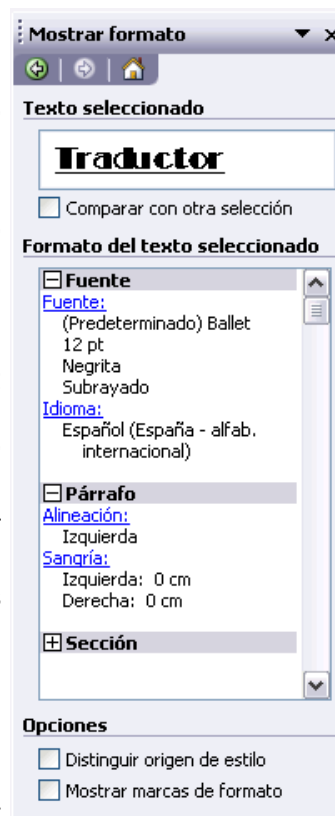 Mostrar formato
Texto seleccionado
Traductor
Comparar con otra selección
Formato del texto seleccionado
Fuente
Fuente:
(Predeterminado) Ballet
12 pt
Negrita
Subrayado
Idioma:
Español (España - alfab.
internacional)
Párrafo
Alineación:
Izquierda
Sangría:
Izquierda: 0 cm
Derecha: 0 cm
Sección
Opciones
Distinguir origen de estilo
Mostrar marcas de formato